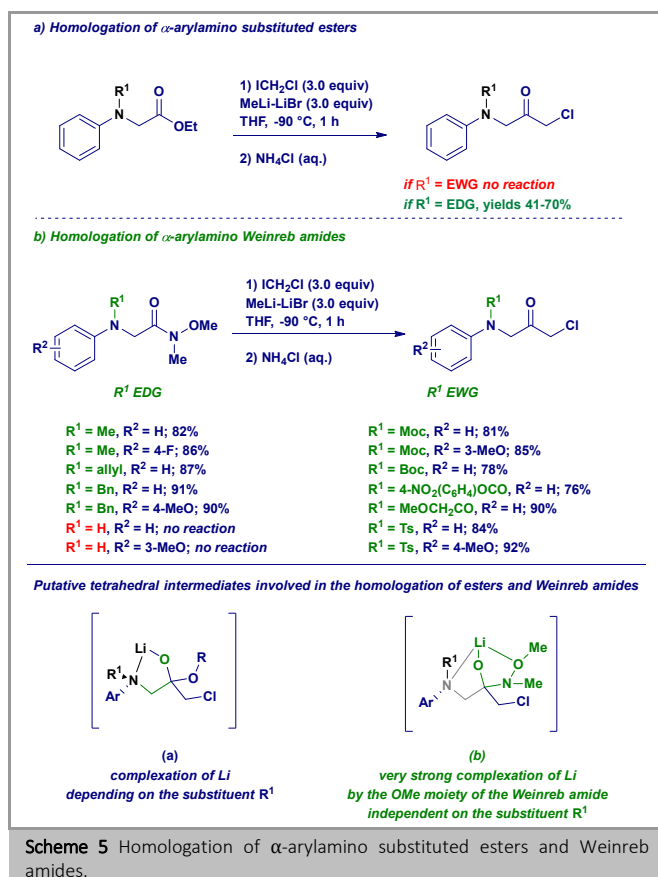 a) Homologation of α-arylamino substituted esters
R¹
N
O
OEt
1) ICH₂Cl (3.0 equiv)
MeLi-LiBr (3.0 equiv)
THF, -90 °C, 1 h
2) NH₄Cl (aq.)
R¹
N
O
Cl
if R¹ = EWG no reaction
if R¹ = EDG, yields 41-70%
b) Homologation of α-arylamino Weinreb amides
R¹
N
O
N
OMe
Me
R²
1) ICH₂Cl (3.0 equiv)
MeLi-LiBr (3.0 equiv)
THF, -90 °C, 1 h
2) NH₄Cl (aq.)
R¹
N
O
Cl
R²
R¹ EDG
R¹ = Me, R² = H; 82%
R¹ = Me, R² = 4-F; 86%
R¹ = allyl, R² = H; 87%
R¹ = Bn, R² = H; 91%
R¹ = Bn, R² = 4-MeO; 90%
R¹ = H, R² = H; no reaction
R¹ = H, R² = 3-MeO; no reaction
R¹ EWG
R¹ = Moc, R² = H; 81%
R¹ = Moc, R² = 3-MeO; 85%
R¹ = Boc, R² = H; 78%
R¹ = 4-NO₂(C₆H₄)OCO, R² = H; 76%
R¹ = MeOCH₂CO, R² = H; 90%
R¹ = Ts, R² = H; 84%
R¹ = Ts, R² = 4-MeO; 92%
Putative tetrahedral intermediates involved in the homologation of esters and Weinreb amides
Li
R¹
N
Ar
O
R
O
Cl
(a)
complexation of Li
depending on the substituent R¹
Li
R¹
N
Ar
O
Me
O
N
Me
Cl
(b)
very strong complexation of Li
by the OMe moiety of the Weinreb amide
independent on the substituent R¹
Scheme 5 Homologation of α-arylamino substituted esters and Weinreb
amides.